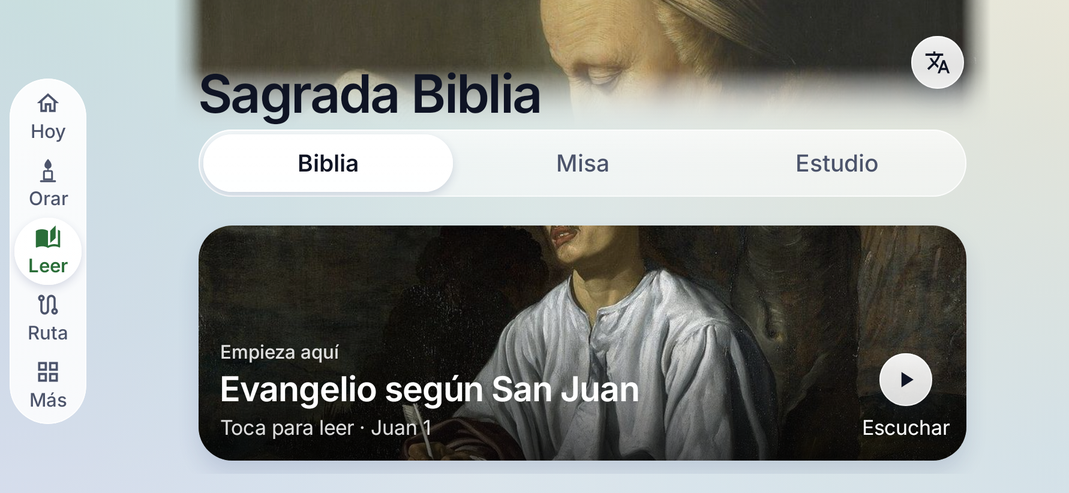 Sagrada Biblia
Hoy
Orar
Leer
Ruta
Más
Biblia
Misa
Estudio
Empieza aquí
Evangelio según San Juan
Toca para leer · Juan 1
Escuchar